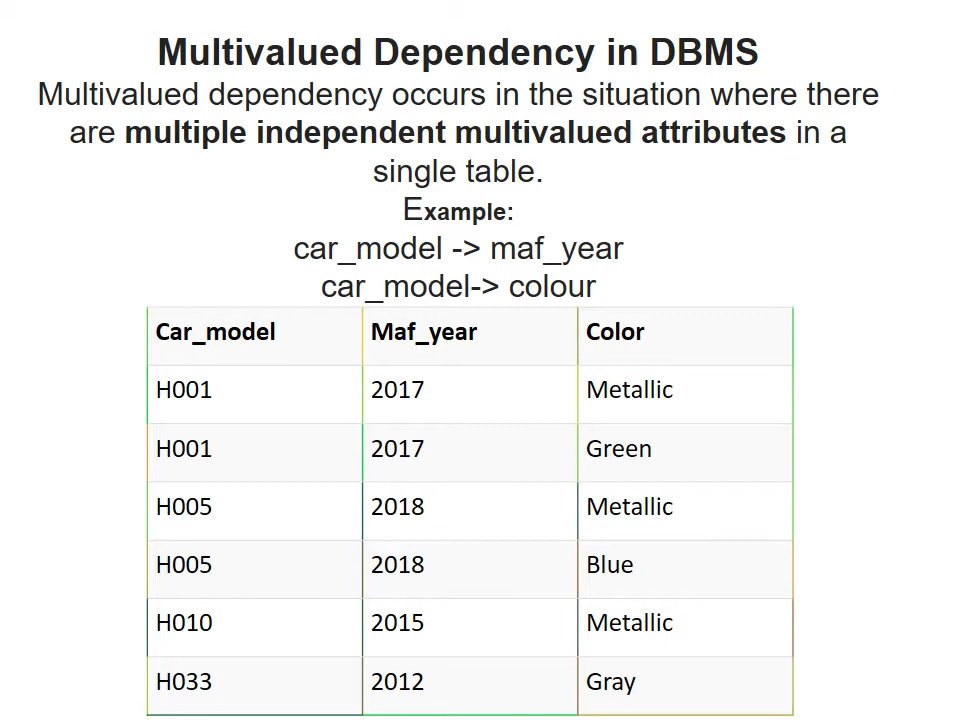 Multivalued Dependency in DBMS
Multivalued dependency occurs in the situation where there
are multiple independent multivalued attributes in a
single table.
Example:
car_model -> maf_year
car_model-> colour
Car_model Maf_year Color
H001 2017 Metallic
H001 2017 Green
H005 2018 Metallic
H005 2018 Blue
H010 2015 Metallic
H033 2012 Gray